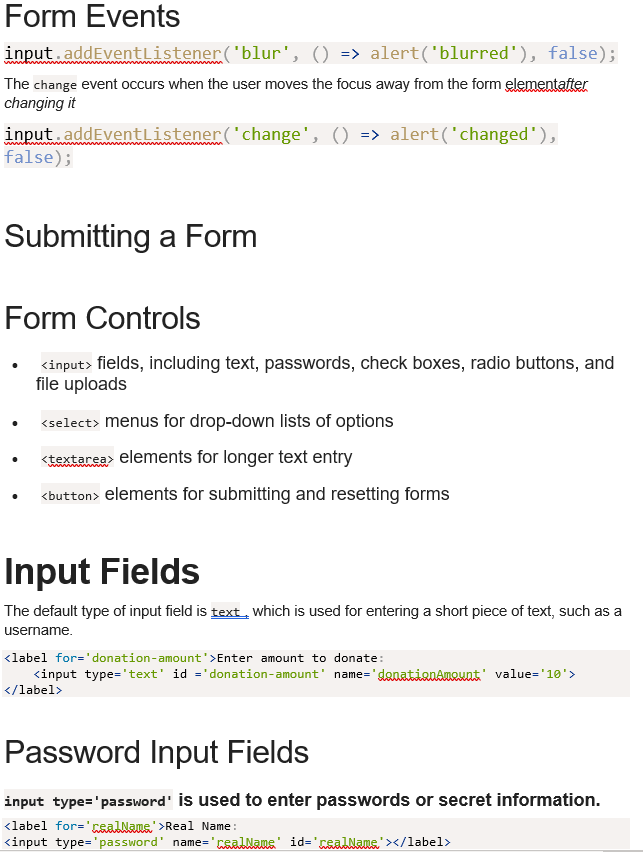 Form Events
input.addEventListener('blur', () => alert('blurred'), false);
The change event occurs when the user moves the focus away from the form elementafter
changing it
input.addEventListener('change', () => alert('changed'),
false);
Submitting a Form
Form Controls
• <input> fields, including text, passwords, check boxes, radio buttons, and
file uploads
• <select> menus for drop-down lists of options
• <textarea> elements for longer text entry
• <button> elements for submitting and resetting forms
Input Fields
The default type of input field is text , which is used for entering a short piece of text, such as a
username.
<label for='donation-amount'>Enter amount to donate:
<input type='text' id ='donation-amount' name='donationAmount' value='10'>
</label>
Password Input Fields
input type='password' is used to enter passwords or secret information.
<label for='realName'>Real Name:
<input type='password' name='realName' id='realName'></label>